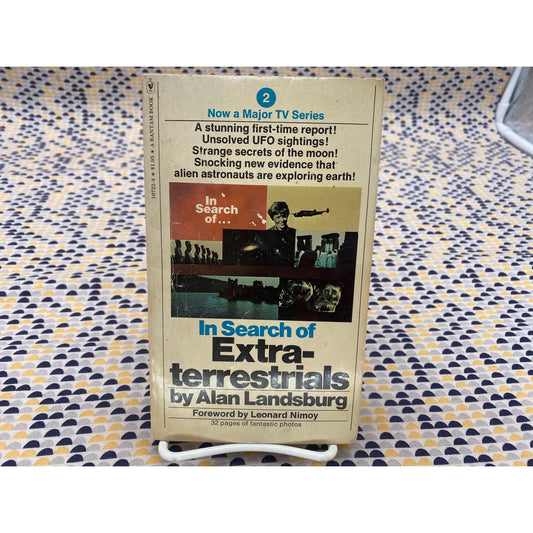 2
Now a Major TV Series
A stunning first-time report!
Unsolved UFO sightings!
Strange secrets of the moon!
Shocking new evidence that
alien astronauts are exploring earth!
In
Search
of...
In Search of
Extra-
terrestrials
by Alan Landsburg
Foreword by Leonard Nimoy
32 pages of fantastic photos
A BANTAM BOOK